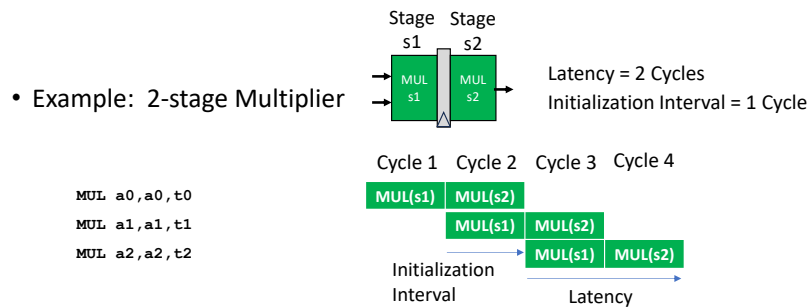 Stage Stage
s1 s2
MUL MUL
s1 s2
Latency = 2 Cycles
Initialization Interval = 1 Cycle
• Example: 2-stage Multiplier
Cycle 1 Cycle 2 Cycle 3 Cycle 4
MUL a0,a0,t0 MUL(s1) MUL(s2)
MUL a1,a1,t1 MUL(s1) MUL(s2)
MUL a2,a2,t2 MUL(s1) MUL(s2)
Initialization
Interval
Latency